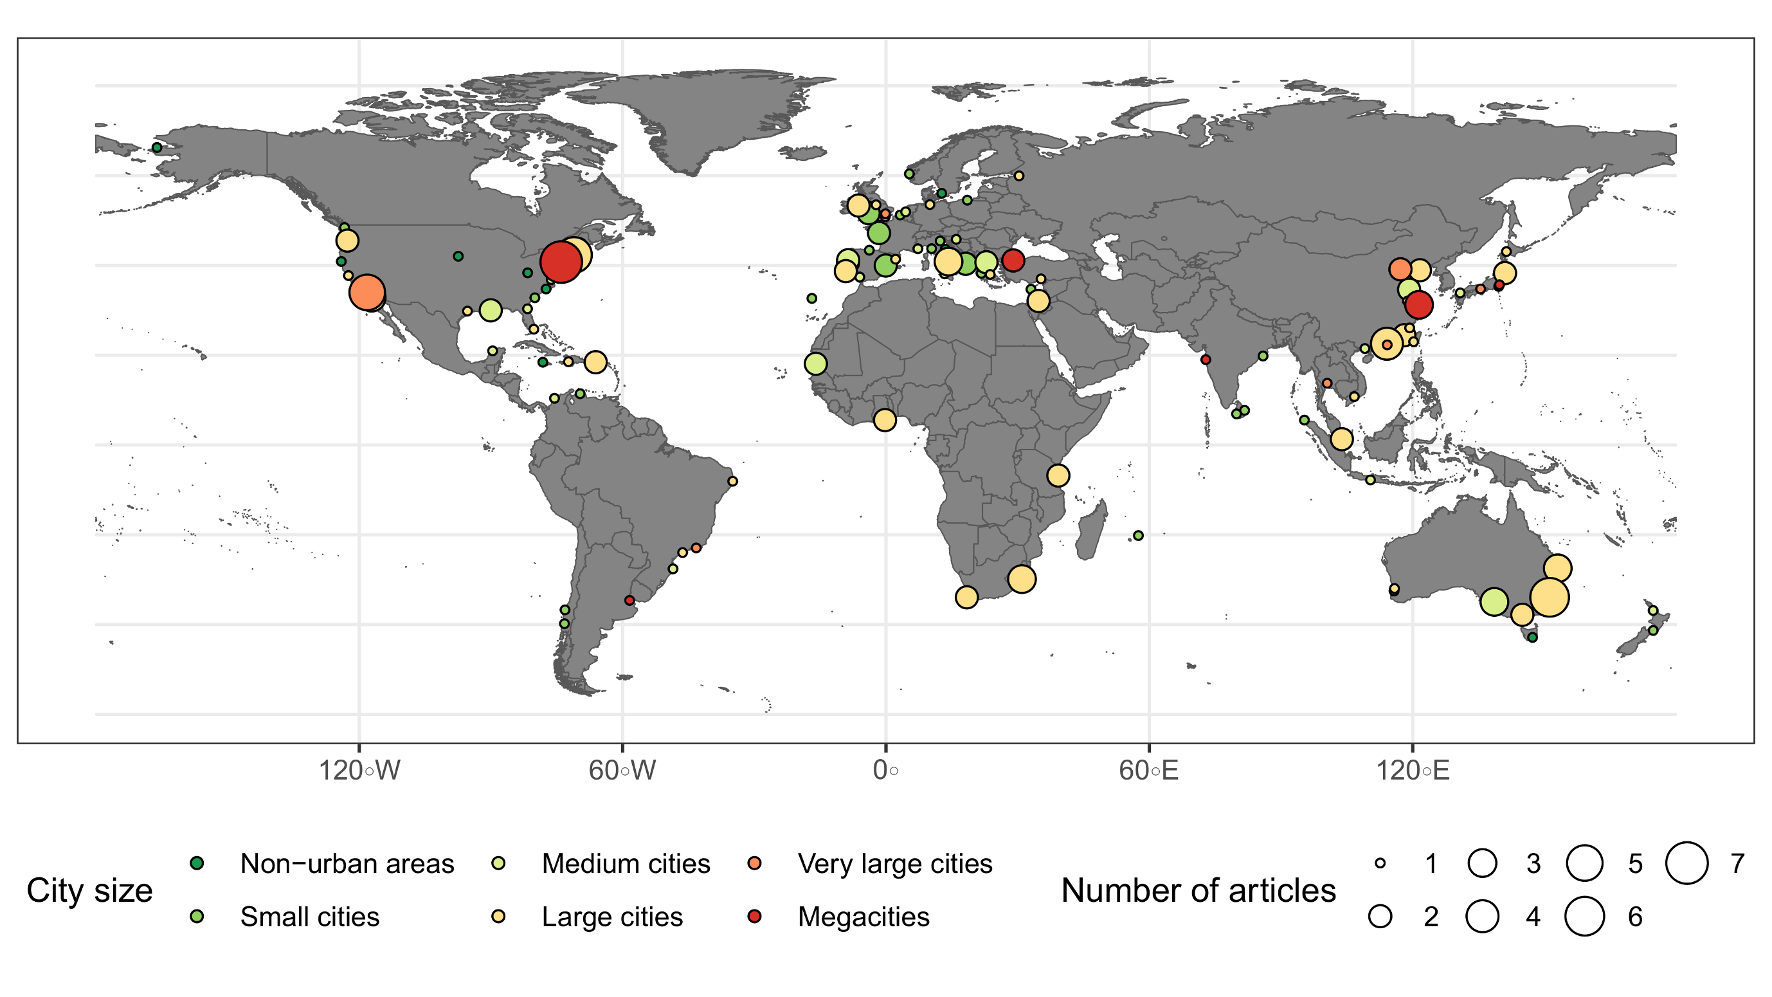 120◦W 60◦W 0◦ 60◦E 120◦E
City size
Non−urban areas Medium cities Very large cities
Small cities Large cities Megacities
Number of articles
1 3 5 7
2 4 6